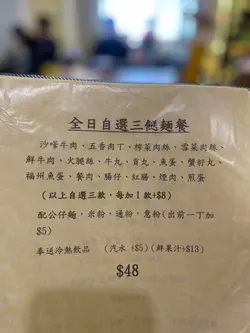 全日自選三餸麵餐
沙嗲牛肉、五香肉丁、榨菜肉絲、雪菜肉絲、
鮮牛肉、火腿絲、牛丸、貢丸、魚蛋、蟹籽丸、
福州魚蛋、餐肉、腸仔、紅腸、煙肉、煎蛋
(以上自選三款，每加1款+$8)
配公仔麵，米粉，通粉，意粉(出前一丁加
$5)
奉送冷熱飲品 (汽水 +$5)(鮮果汁+$13)
$48